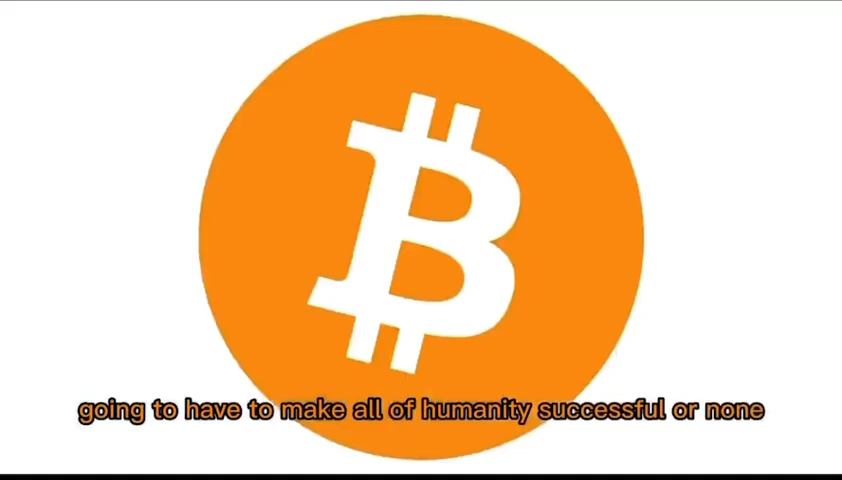 going to have to make all of humanity successful or none